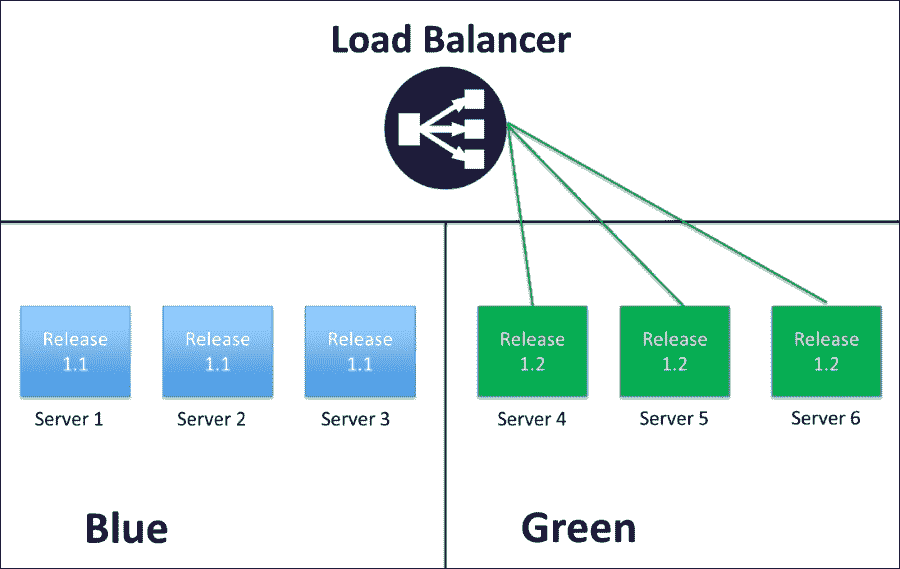 Load Balancer
Release
1.1
Release
1.1
Release
1.1
Release
1.2
Release
1.2
Release
1.2
Server 1
Server 2
Server 3
Server 4
Server 5
Server 6
Blue
Green